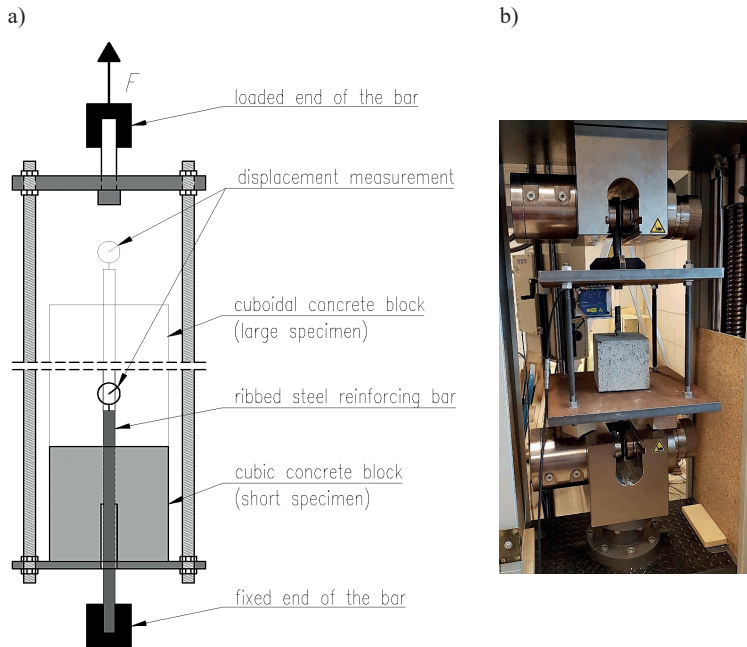 a)
b)
F
loaded end of the bar
displacement measurement
cuboidal concrete block
(large specimen)
ribbed steel reinforcing bar
cubic concrete block
(short specimen)
fixed end of the bar